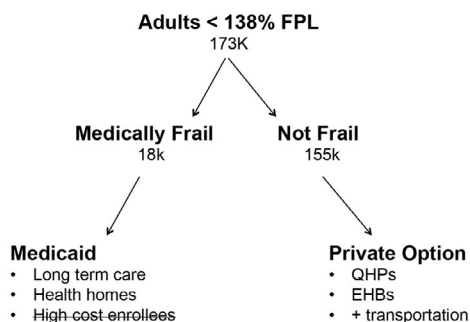 Adults < 138% FPL
173K
Medically Frail
18k
Not Frail
155k
Medicaid
• Long term care
• Health homes
• High cost enrollees
Private Option
• QHPs
• EHBs
• + transportation